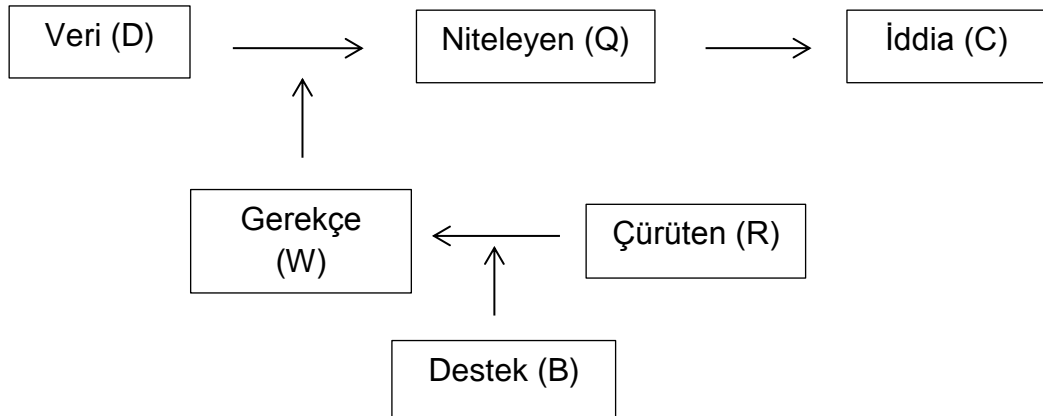 Veri (D)
Niteleyen (Q)
İddia (C)
Gerekçe
(W)
Çürüten (R)
Destek (B)